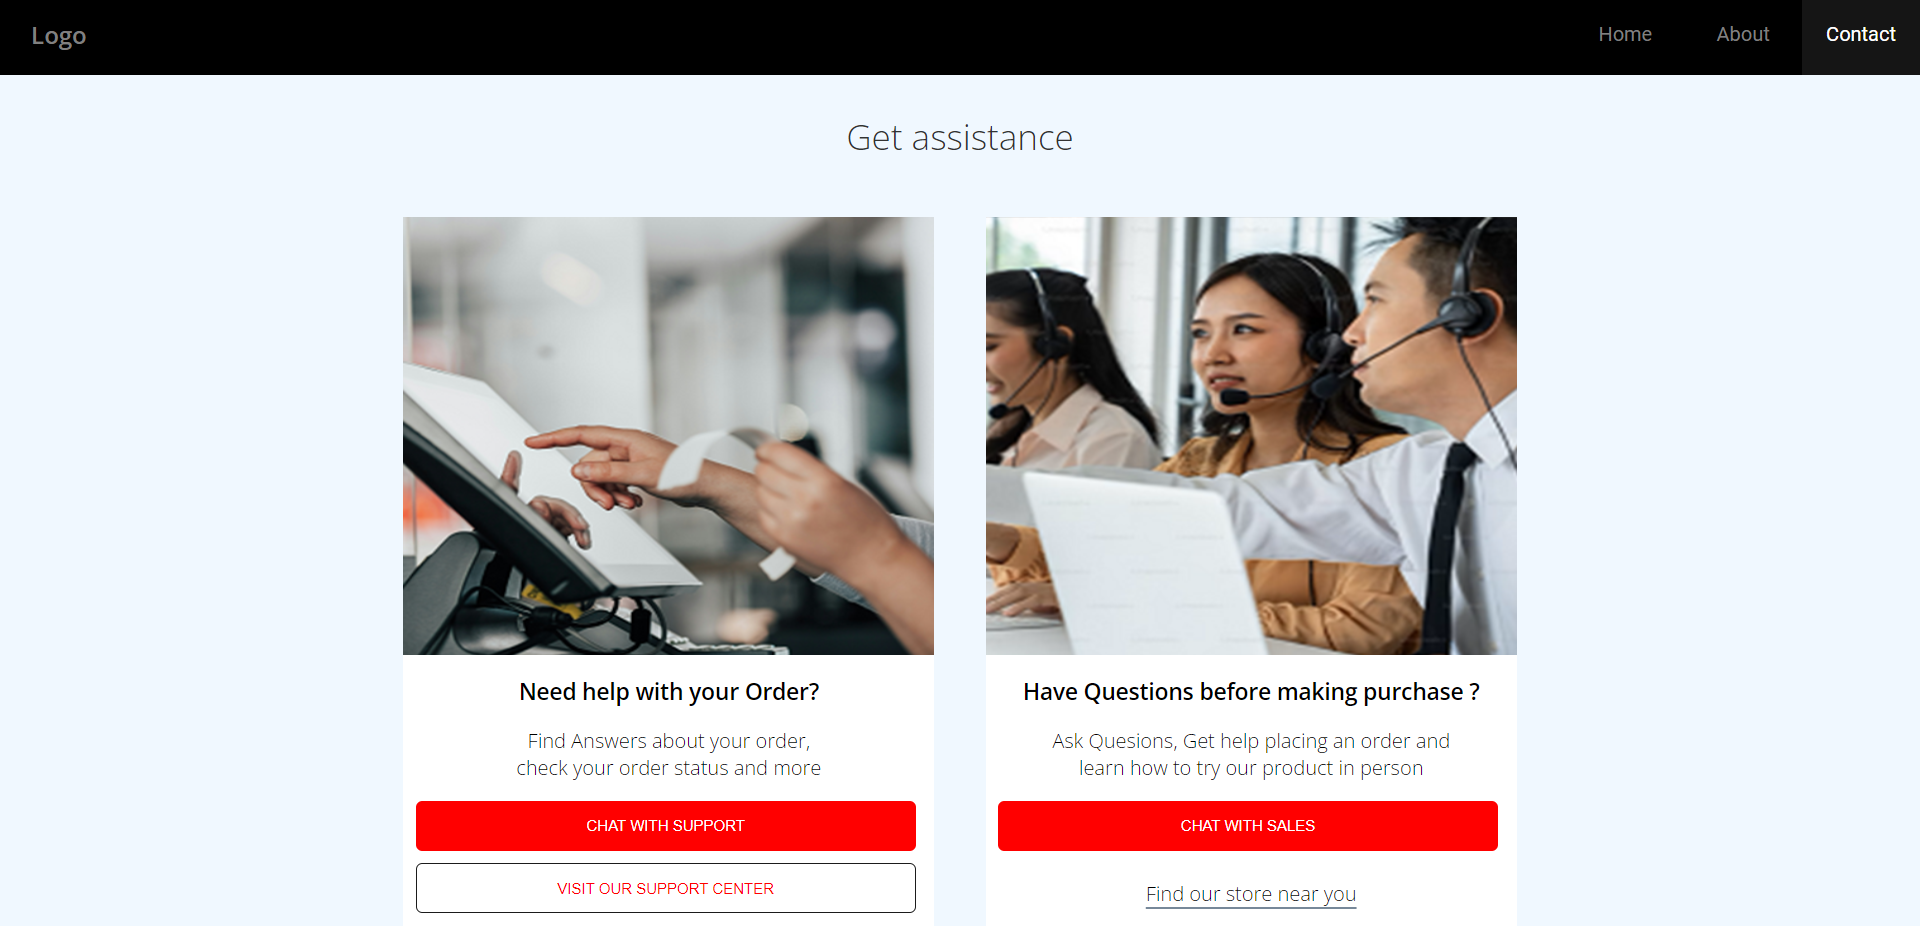 Logo
Home
About
Contact
Get assistance
Need help with your Order?
Find Answers about your order,
check your order status and more
CHAT WITH SUPPORT
VISIT OUR SUPPORT CENTER
Have Questions before making purchase ?
Ask Quesions, Get help placing an order and
learn how to try our product in person
CHAT WITH SALES
Find our store near you